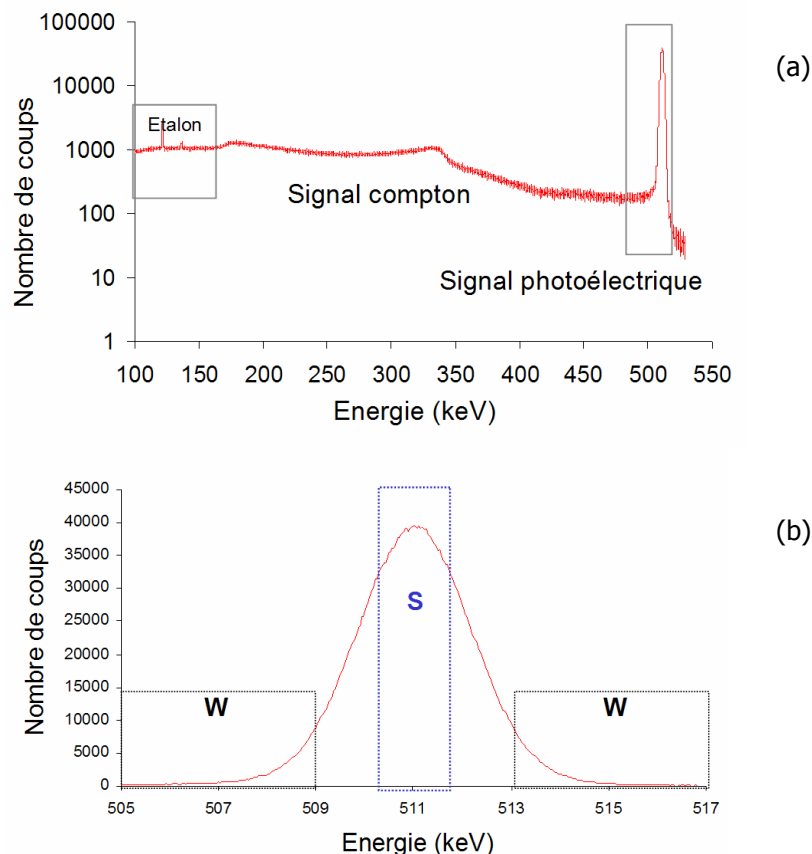 100000
(a)
10000
Etalon
1000
Signal compton
100
10
Signal photoélectrique
1
100 150 200 250 300 350 400 450 500 550
Energie (keV)
Nombre de coups
45000
(b)
40000
35000
30000
S
25000
20000
15000
W W
10000
5000
0
505 507 509 511 513 515 517
Energie (keV)
Nombre de coups